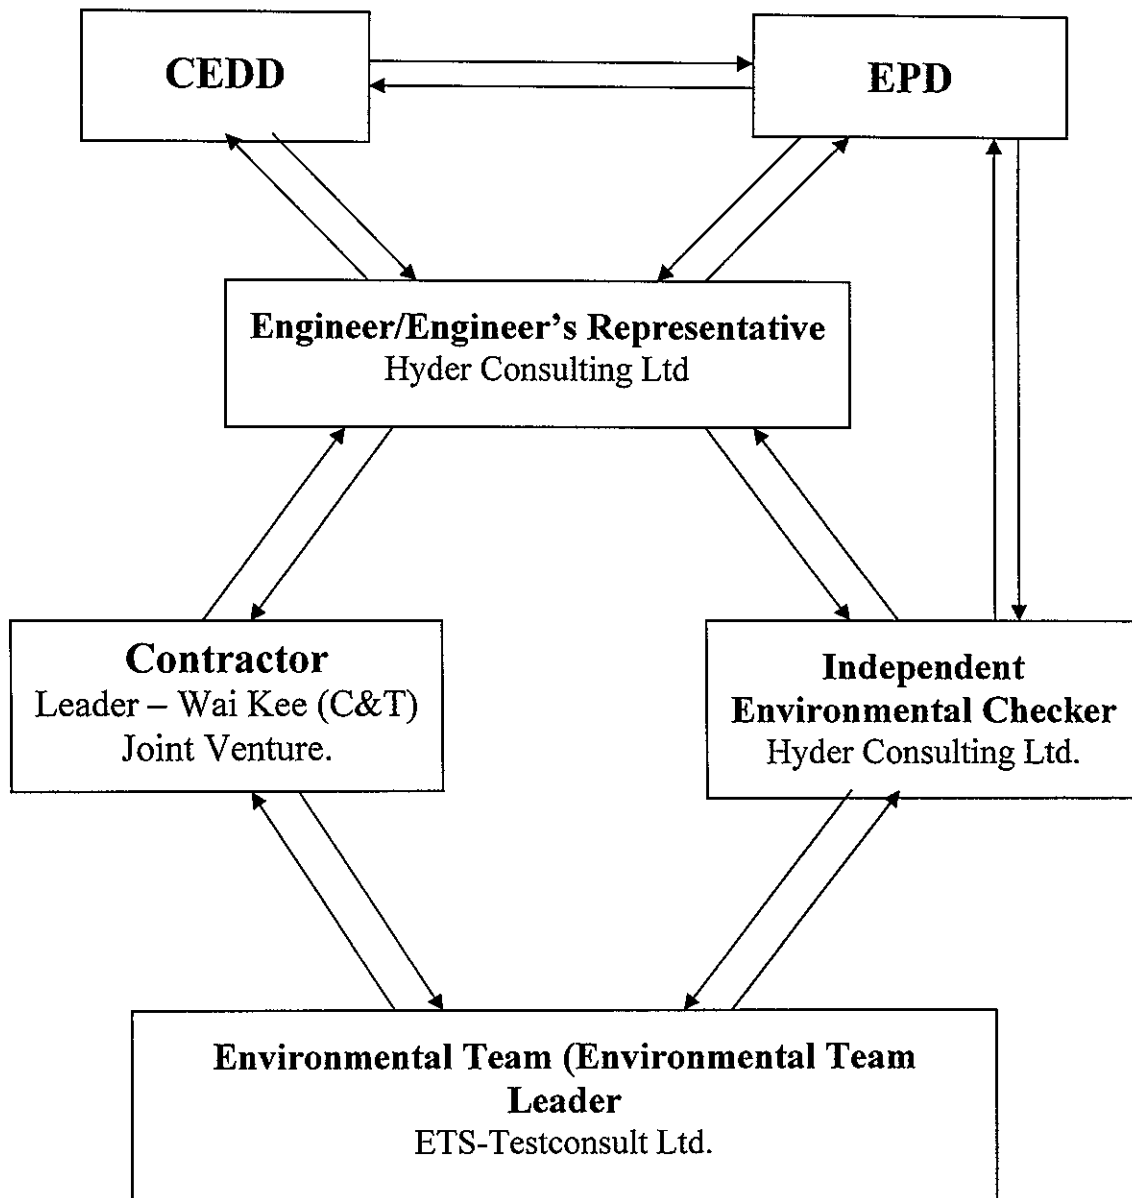 CEDD
EPD
Engineer/Engineer's Representative
Hyder Consulting Ltd
Contractor
Leader – Wai Kee (C&T)
Joint Venture.
Independent
Environmental Checker
Hyder Consulting Ltd.
Environmental Team (Environmental Team
Leader
ETS-Testconsult Ltd.